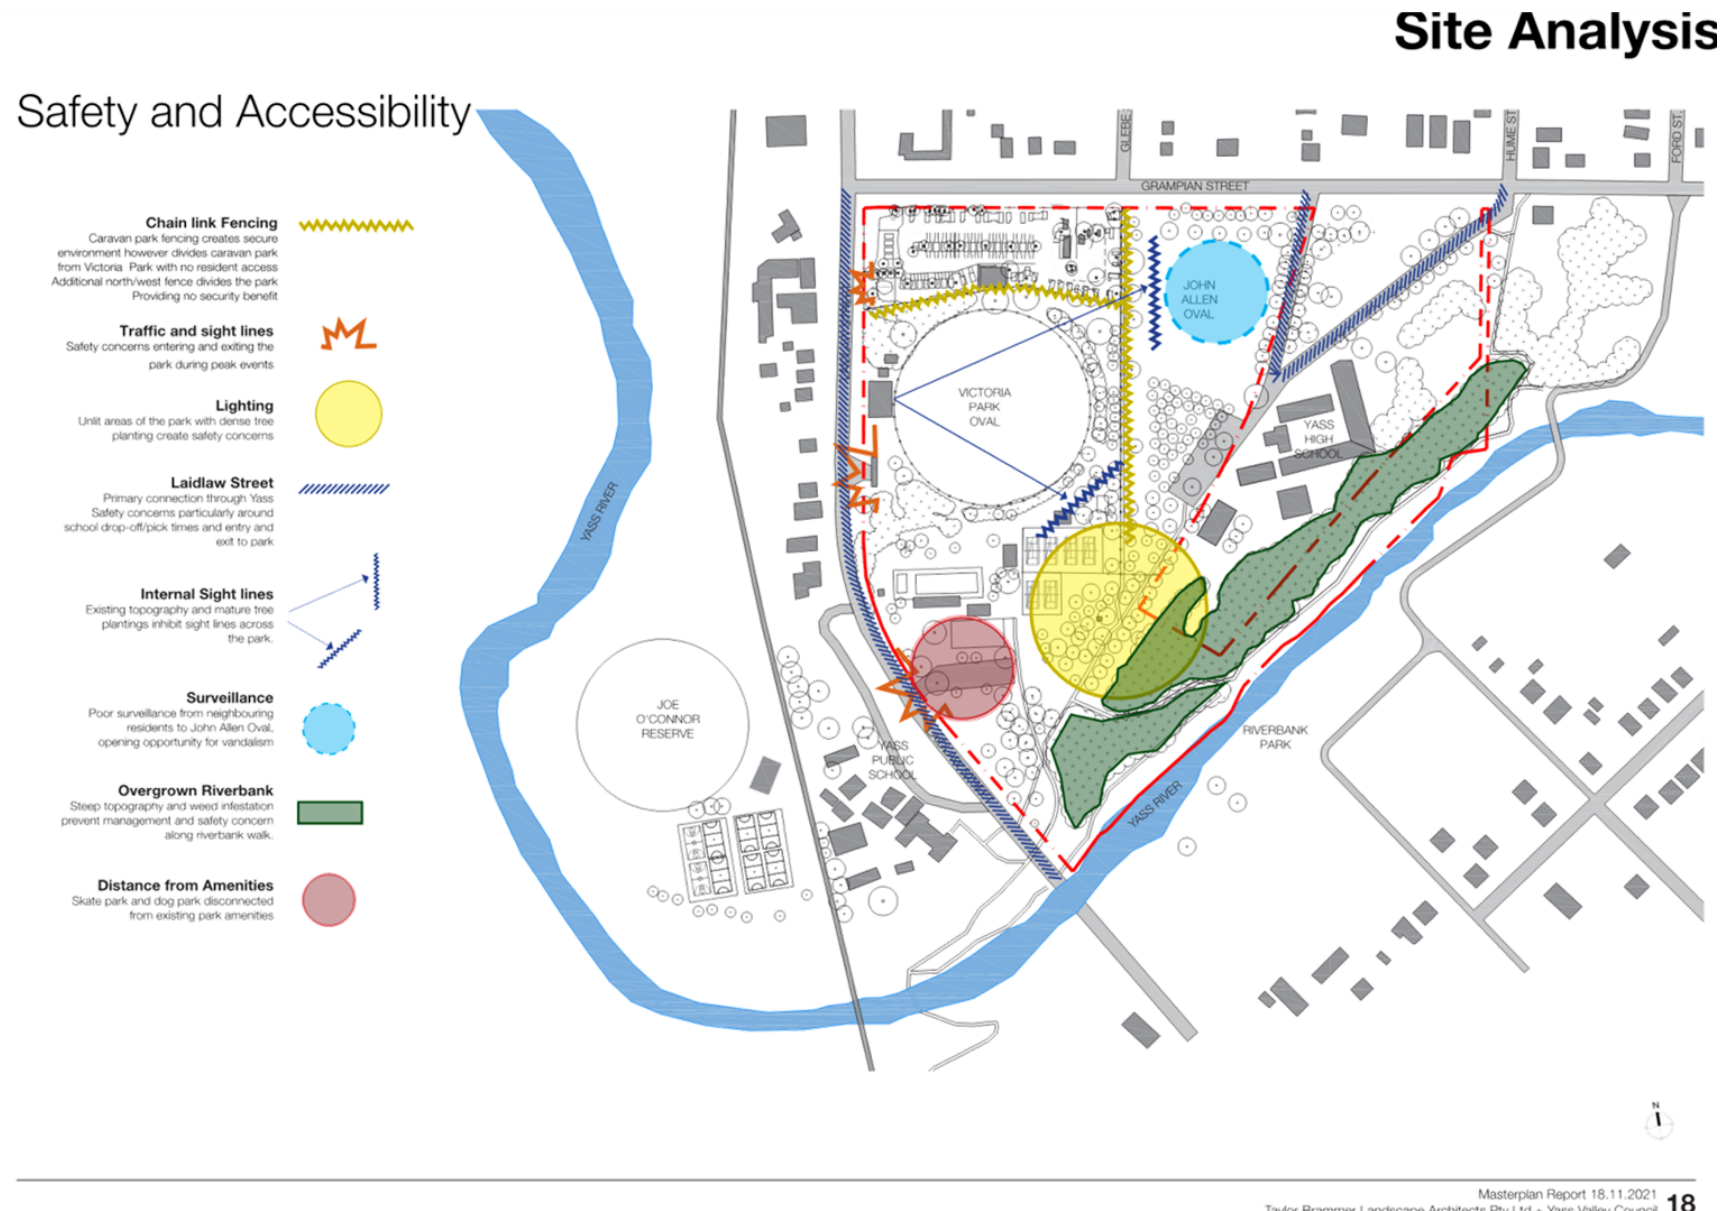 Site Analysis
Safety and Accessibility
Chain link Fencing
Caravan park fencing creates secure
environment however divides caravan park
from Victoria Park with no resident access
Additional north/west fence divides the park
Providing no security benefit
Traffic and sight lines
Safety concerns entering and exiting the
park during peak events
Lighting
Unlit areas of the park with dense tree
planting create safety concerns
Laidlaw Street
Primary connection through Yass
Safety concerns particularly around
school drop-off/pick times and entry and
exit to park
Internal Sight lines
Existing topography and mature tree
plantings inhibit sight lines across
the park.
Surveillance
Poor surveillance from neighbouring
residents to John Allen Oval,
opening opportunity for vandalism
Overgrown Riverbank
Steep topography and weed infestation
prevent management and safety concern
along riverbank walk.
Distance from Amenities
Skate park and dog park disconnected
from existing park amenities
GLEBE
HUME ST
FORD ST.
GRAMPIAN STREET
JOHN
ALLEN
OVAL
VICTORIA
PARK
OVAL
YASS
HIGH
SCHOOL
YASS RIVER
JOE
O'CONNOR
RESERVE
YASS
PUBLIC
SCHOOL
RIVERBANK
PARK
YASS RIVER
N
Masterplan Report 18.11.2021
Taylor Brammer Landscape Architects Pty Ltd + Yass Valley Council
18